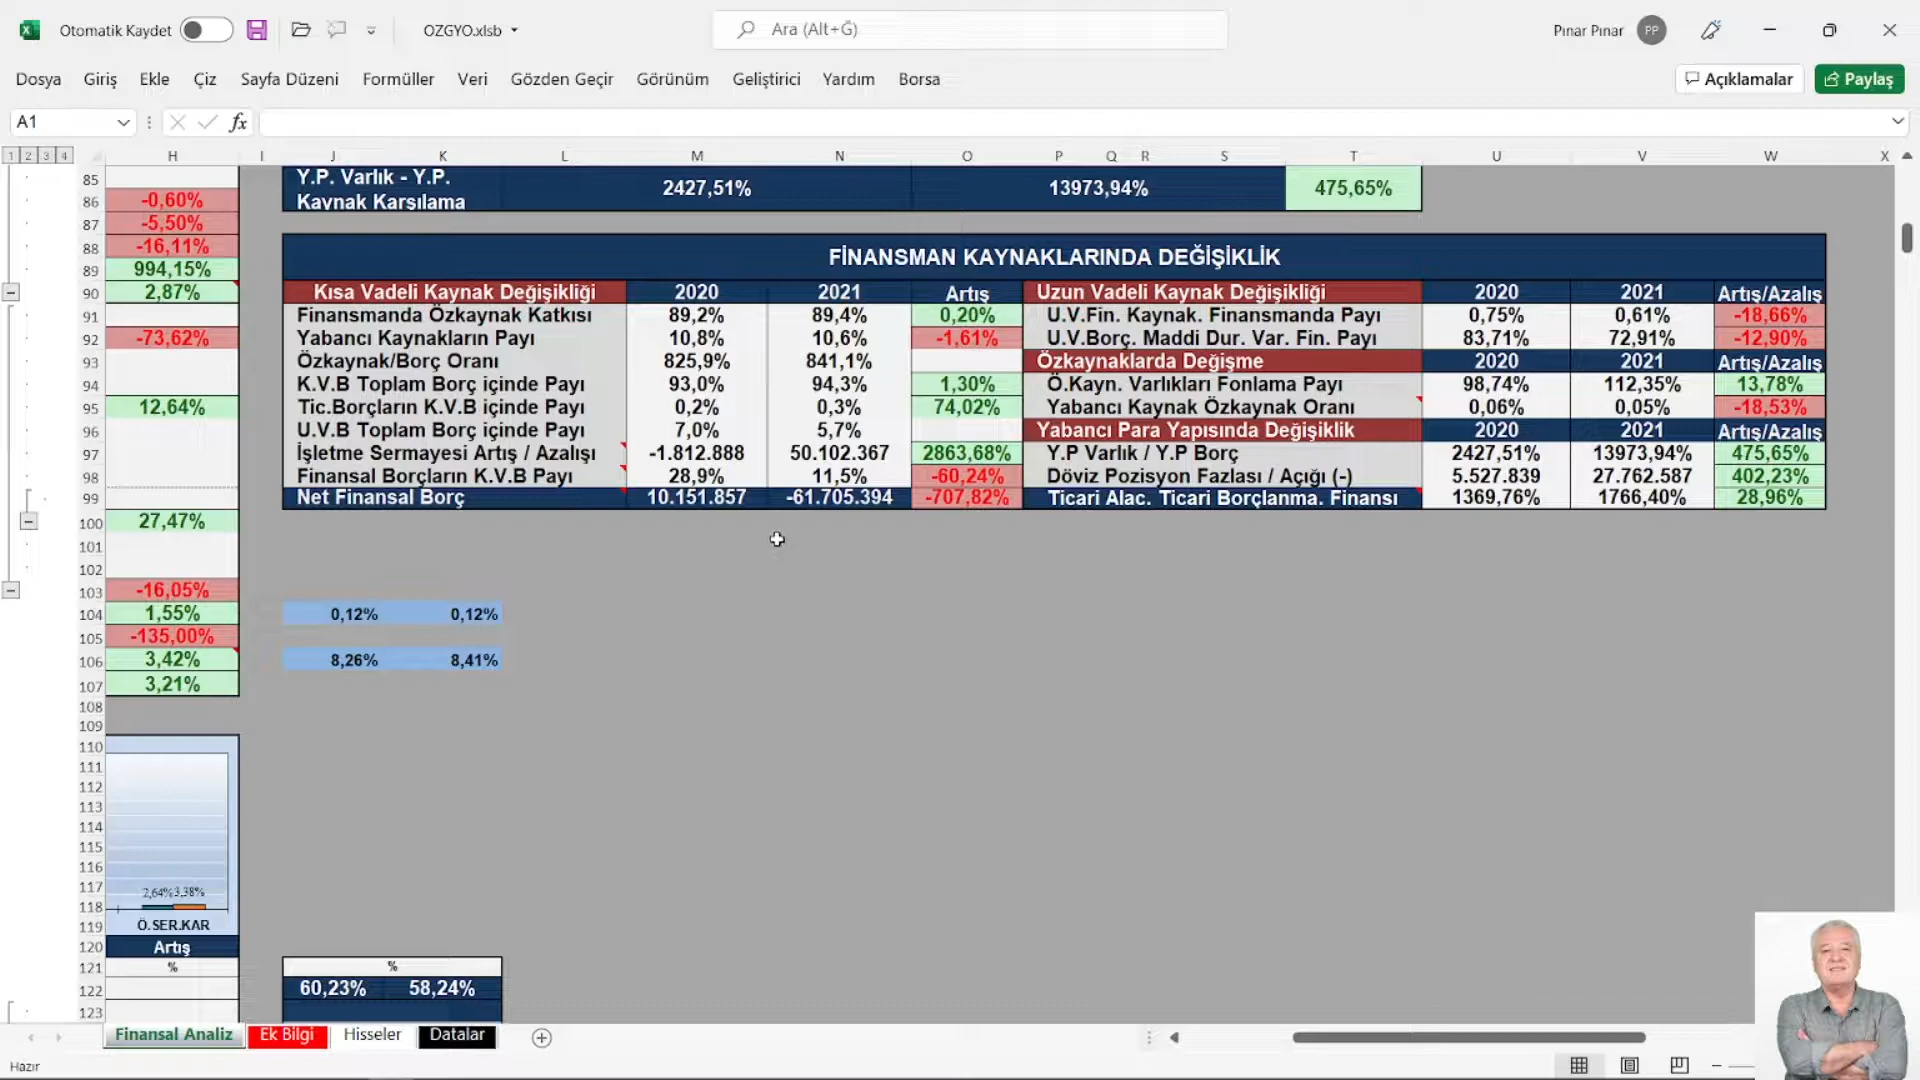 Otomatik Kaydet OZGYO.xlsb Ara (Alt+Ğ) Pınar Pınar PP
Dosya Giriş Ekle Çiz Sayfa Düzeni Formüller Veri Gözden Geçir Görünüm Geliştirici Yardım Borsa Açıklamalar Paylaş
A1 fx
1 2 3 4 H I J K L M N O P Q R S T U V W X
85 Y.P. Varlık - Y.P. 2427,51% 13973,94% 475,65%
86 -0,60% Kaynak Karşılama
87 -5,50%
88 -16,11% FİNANSMAN KAYNAKLARINDA DEĞİŞİKLİK
89 994,15%
90 2,87% Kısa Vadeli Kaynak Değişikliği 2020 2021 Artış Uzun Vadeli Kaynak Değişikliği 2020 2021 Artış/Azalış
91 Finansmanda Özkaynak Katkısı 89,2% 89,4% 0,20% U.V.Fin. Kaynak. Finansmanda Payı 0,75% 0,61% -18,66%
92 -73,62% Yabancı Kaynakların Payı 10,8% 10,6% -1,61% U.V.Borç. Maddi Dur. Var. Fin. Payı 83,71% 72,91% -12,90%
93 Özkaynak/Borç Oranı 825,9% 841,1% Özkaynaklarda Değişme 2020 2021 Artış/Azalış
94 K.V.B Toplam Borç içinde Payı 93,0% 94,3% 1,30% Ö.Kayn. Varlıkları Fonlama Payı 98,74% 112,35% 13,78%
95 12,64% Tic.Borçların K.V.B içinde Payı 0,2% 0,3% 74,02% Yabancı Kaynak Özkaynak Oranı 0,06% 0,05% -18,53%
96 U.V.B Toplam Borç içinde Payı 7,0% 5,7% Yabancı Para Yapısında Değişiklik 2020 2021 Artış/Azalış
97 İşletme Sermayesi Artış / Azalışı -1.812.888 50.102.367 2863,68% Y.P Varlık / Y.P Borç 2427,51% 13973,94% 475,65%
98 Finansal Borçların K.V.B Payı 28,9% 11,5% -60,24% Döviz Pozisyon Fazlası / Açığı (-) 5.527.839 27.762.587 402,23%
99 Net Finansal Borç 10.151.857 -61.705.394 -707,82% Ticari Alac. Ticari Borçlanma. Finansı 1369,76% 1766,40% 28,96%
100 27,47%
101
102
103 -16,05%
104 1,55% 0,12% 0,12%
105 -135,00%
106 3,42% 8,26% 8,41%
107 3,21%
108
109
110
111
112
113
114
115
116
117 2,64% 3,38%
118
119 Ö.SER.KAR
120 Artış
121 % %
122 60,23% 58,24%
123
Finansal Analiz Ek Bilgi Hisseler Datalar
Hazır